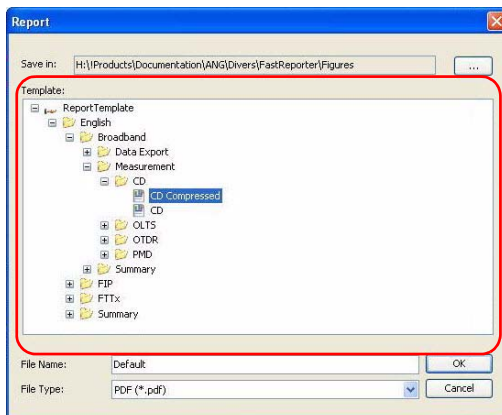 Report
Save in: H:\!Products\Documentation\ANG\Divers\FastReporter\Figures ...
Template:
ReportTemplate
English
Broadband
Data Export
Measurement
CD
CD Compressed
CD
OLTS
OTDR
PMD
Summary
FIP
FTTx
Summary
File Name: Default OK
File Type: PDF (*.pdf) Cancel